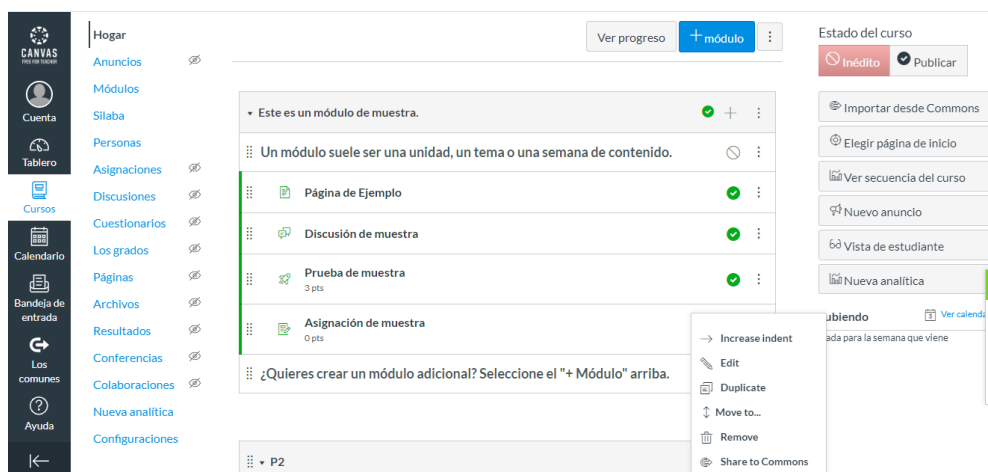 CANVAS
FREE FOR TEACHER
Cuenta
Tablero
Cursos
Calendario
Bandeja de
entrada
Los
comunes
Ayuda
Hogar
Anuncios
Módulos
Silaba
Personas
Asignaciones
Discusiones
Cuestionarios
Los grados
Páginas
Archivos
Resultados
Conferencias
Colaboraciones
Nueva analítica
Configuraciones
Ver progreso
+ módulo
Este es un módulo de muestra.
Un módulo suele ser una unidad, un tema o una semana de contenido.
Página de Ejemplo
Discusión de muestra
Prueba de muestra
3 pts
Asignación de muestra
0 pts
¿Quieres crear un módulo adicional? Seleccione el "+ Módulo" arriba.
P2
Increase indent
Edit
Duplicate
Move to...
Remove
Share to Commons
Estado del curso
Inédito
Publicar
Importar desde Commons
Elegir página de inicio
Ver secuencia del curso
Nuevo anuncio
Vista de estudiante
Nueva analítica
ubiendo
3 Ver calenda
ada para la semana que viene